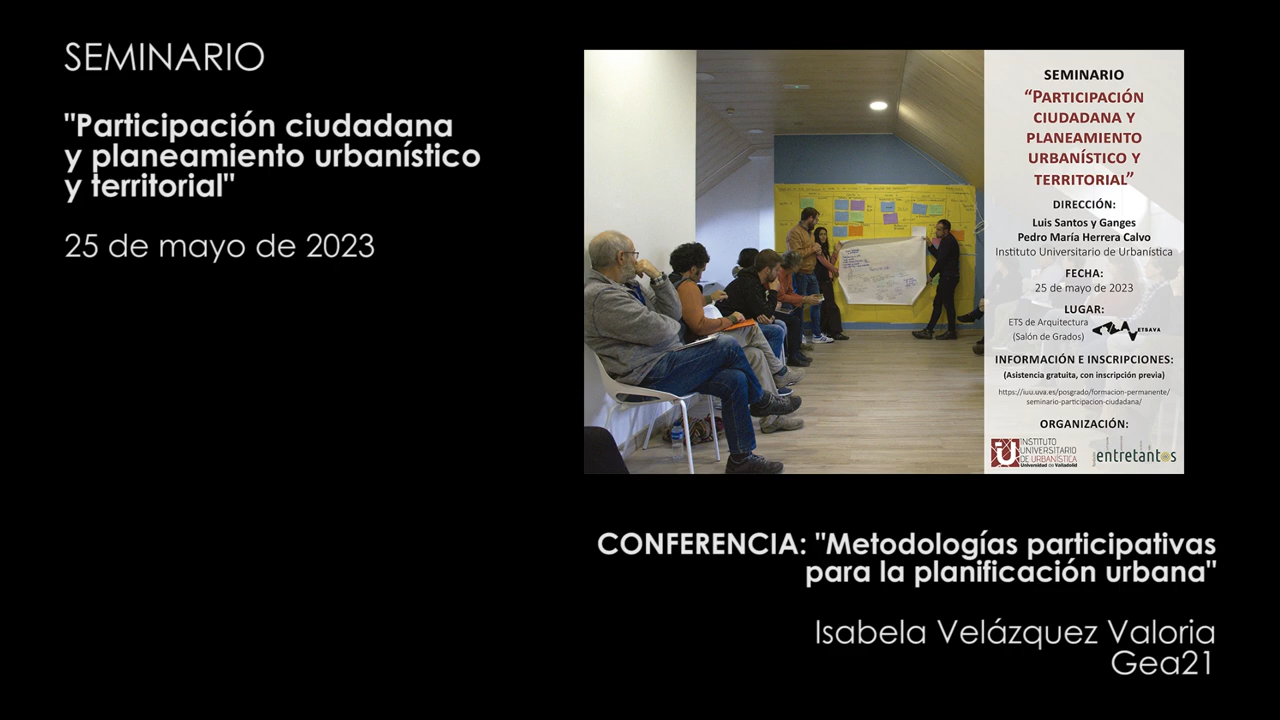 SEMINARIO
"Participación ciudadana
y planeamiento urbanístico
y territorial"
25 de mayo de 2023
SEMINARIO
“PARTICIPACIÓN
CIUDADANA Y
PLANEAMIENTO
URBANÍSTICO Y
TERRITORIAL”
DIRECCIÓN:
Luis Santos y Ganges
Pedro María Herrera Calvo
Instituto Universitario de Urbanística
FECHA:
25 de mayo de 2023
LUGAR:
ETS de Arquitectura
(Salón de Grados)
ETSAVA
INFORMACIÓN E INSCRIPCIONES:
(Asistencia gratuita, con inscripción previa)
https://iuu.uva.es/posgrado/formacion-permanente/
seminario-participacion-ciudadana/
ORGANIZACIÓN:
INSTITUTO
UNIVERSITARIO
DE URBANÍSTICA
Universidad de Valladolid
entretantos
CONFERENCIA: "Metodologías participativas
para la planificación urbana"
Isabela Velázquez Valoria
Gea21